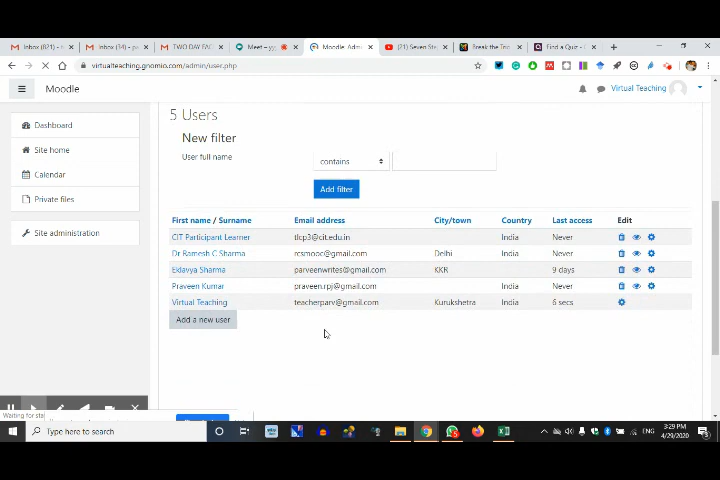 Inbox (821) - n
Inbox (34) - p
TWO DAY FAC
Meet – yg
Moodle: Admi
(21) Seven Ste
Break the Tri
Find a Quiz - L
virtualteaching.gnomio.com/admin/user.php
Moodle
Virtual Teaching
Dashboard
Site home
Calendar
Private files
Site administration
5 Users
New filter
User full name
contains
Add filter
First name / Surname Email address City/town Country Last access Edit
CIT Participant Learner tlcp3@cit.edu.in India Never
Dr Ramesh C Sharma rcsmooc@gmail.com Delhi India Never
Eklavya Sharma parveenwrites@gmail.com KKR 9 days
Praveen Kumar praveen.rpj@gmail.com India Never
Virtual Teaching teacherparv@gmail.com Kurukshetra India 6 secs
Add a new user
Waiting for sta
Type here to search
ENG
3:29 PM
4/29/2020